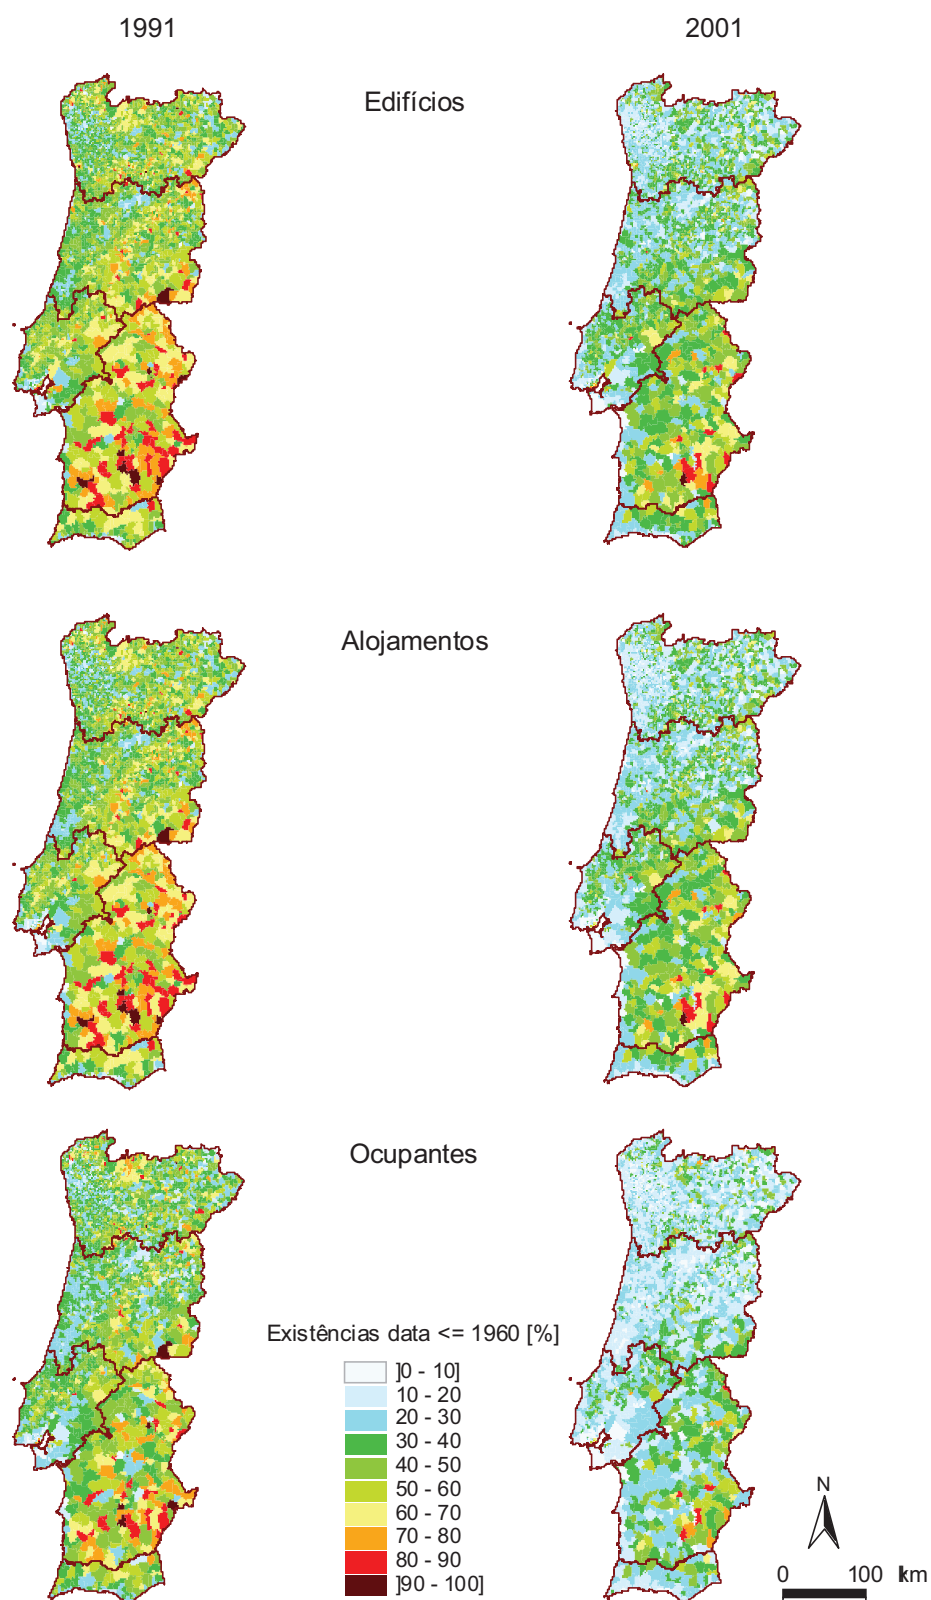 1991
2001
Edifícios
Alojamentos
Ocupantes
Existências data <= 1960 [%]
]0 - 10]
10 - 20
20 - 30
30 - 40
40 - 50
50 - 60
60 - 70
70 - 80
80 - 90
]90 - 100]
N
0 100 km